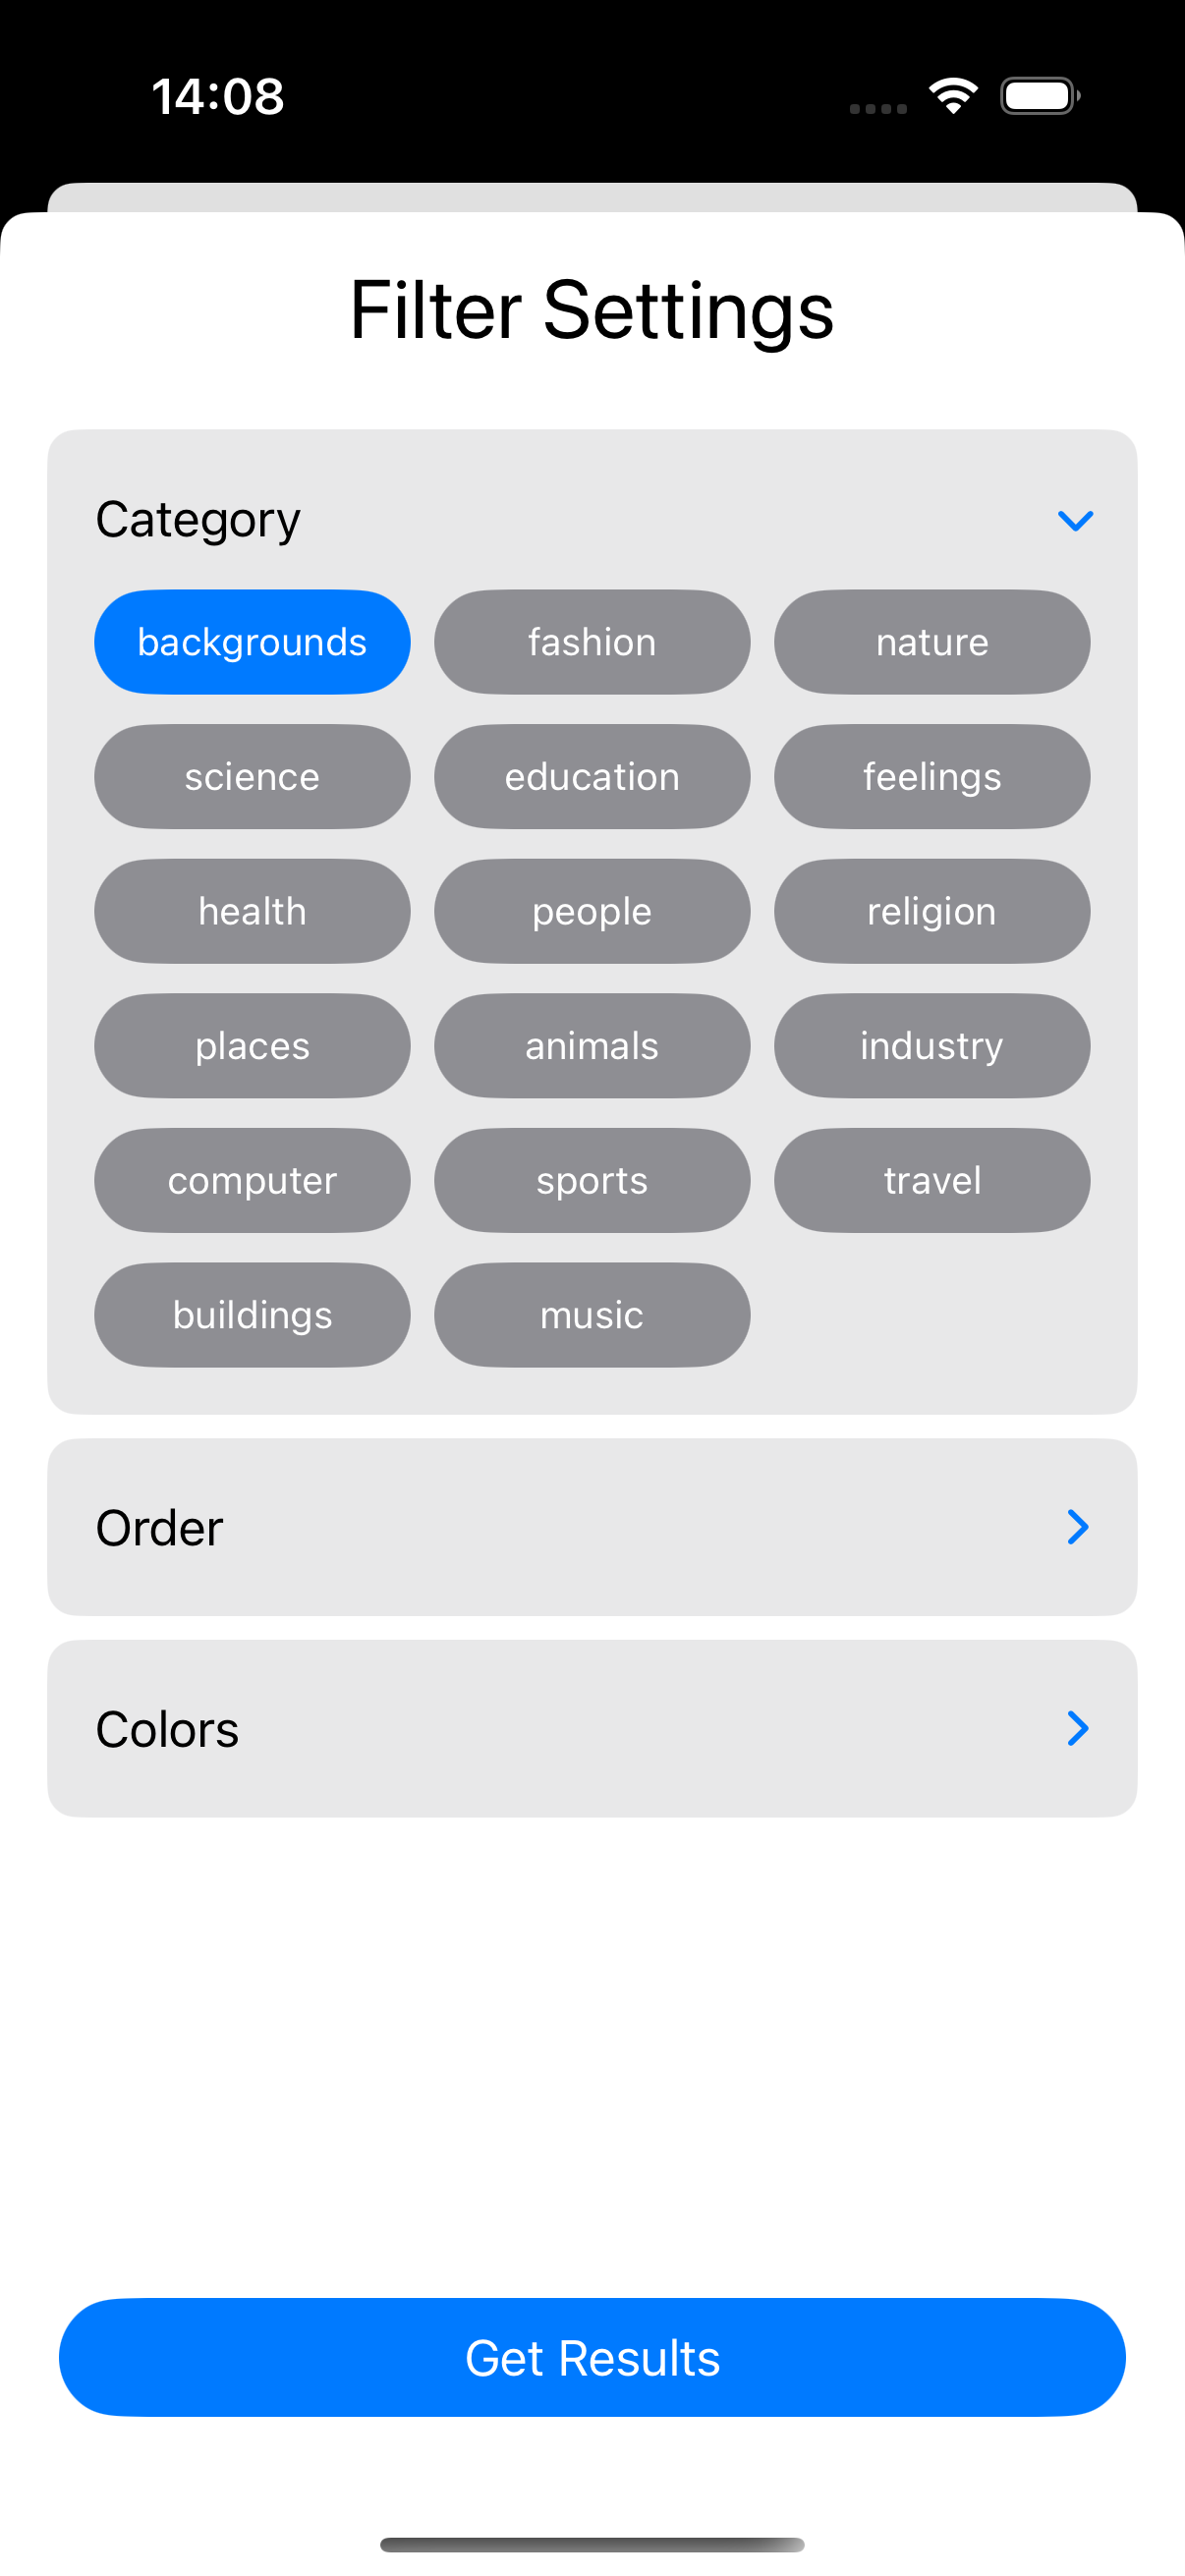 14:08
Filter Settings
Category
backgrounds fashion nature
science education feelings
health people religion
places animals industry
computer sports travel
buildings music
Order
Colors
Get Results